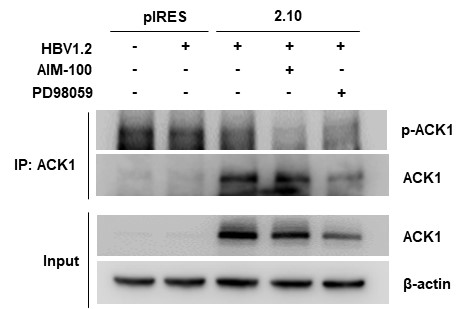 pIRES 2.10
HBV1.2 - + + + +
AIM-100 - - - + -
PD98059 - - - - +
p-ACK1
IP: ACK1
ACK1
ACK1
Input
β-actin